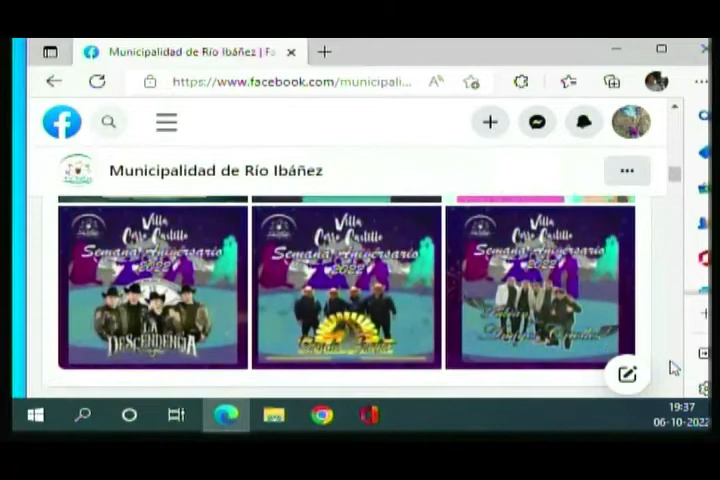 Municipalidad de Río Ibáñez | Fa
https://www.facebook.com/municipali...
Municipalidad de Río Ibáñez
Villa
Cerro Castillo
Semana Aniversario
2022
LA
DESCENDENCIA
Villa
Cerro Castillo
Semana Aniversario
2022
Villa
Cerro Castillo
Semana Aniversario
2022
19:37
06-10-2022